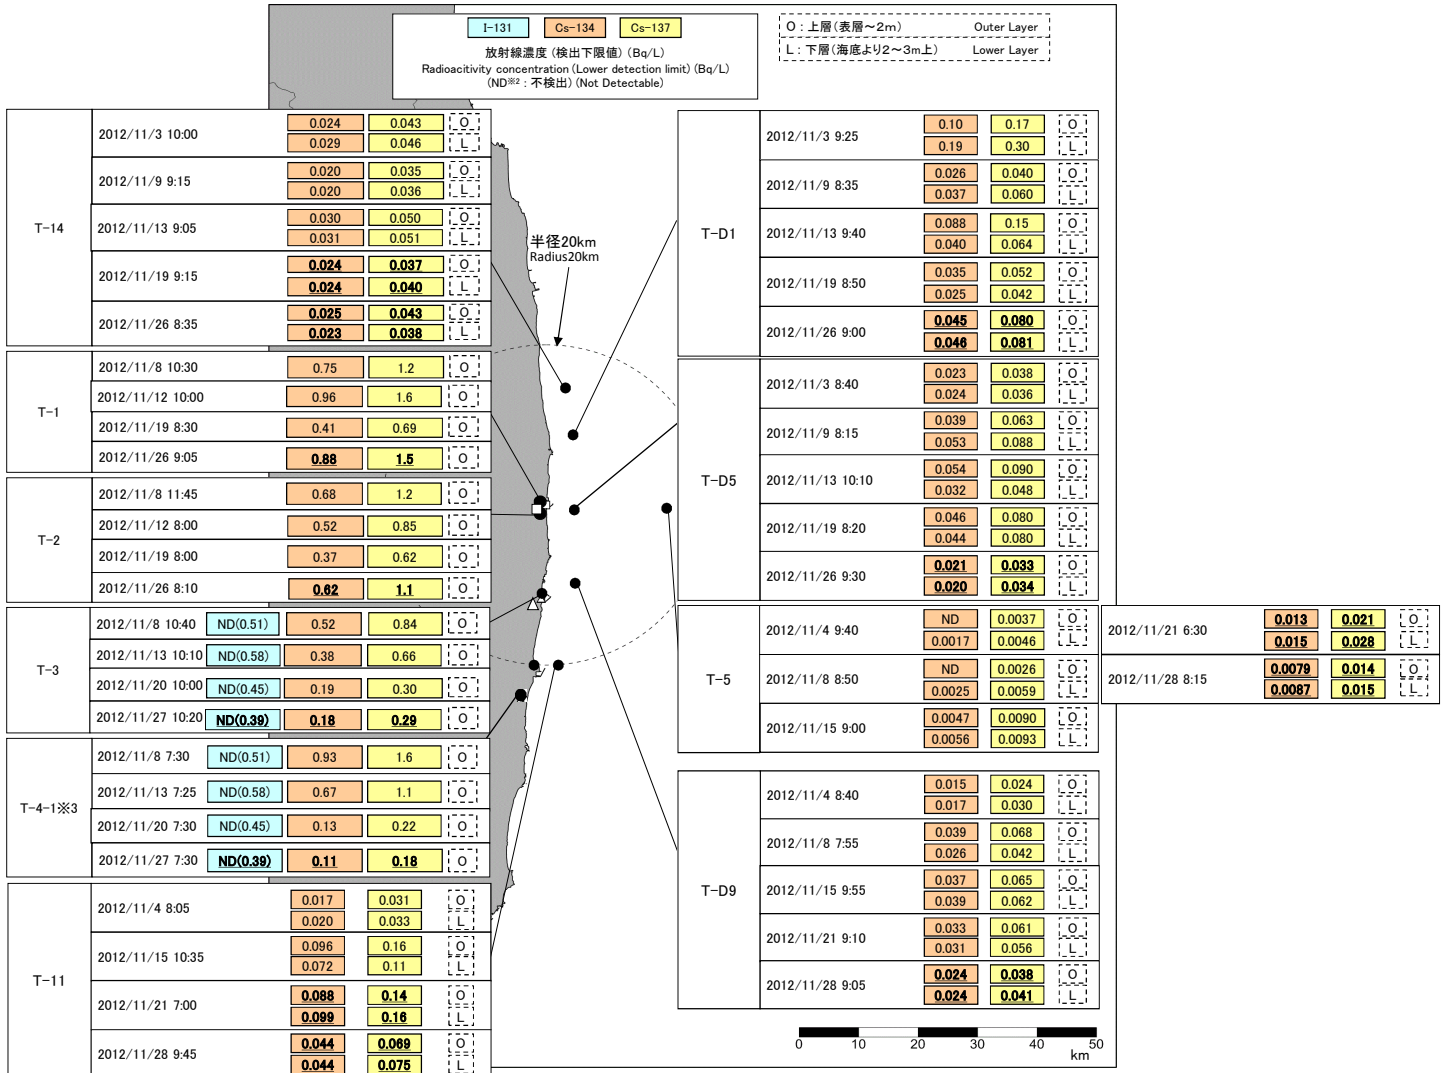 I-131 Cs-134 Cs-137
放射線濃度 (検出下限値) (Bq/L)
Radioacitivity concentration (Lower detection limit) (Bq/L)
(ND※2 : 不検出) (Not Detectable)
O : 上層(表層～2m) Outer Layer
L : 下層(海底より2～3m上) Lower Layer
半径20km
Radius20km
T-14
2012/11/3 10:00 0.024 0.043 O
0.029 0.046 L
2012/11/9 9:15 0.020 0.035 O
0.020 0.036 L
2012/11/13 9:05 0.030 0.050 O
0.031 0.051 L
2012/11/19 9:15 0.024 0.037 O
0.024 0.040 L
2012/11/26 8:35 0.025 0.043 O
0.023 0.038 L
T-1
2012/11/8 10:30 0.75 1.2 O
2012/11/12 10:00 0.96 1.6 O
2012/11/19 8:30 0.41 0.69 O
2012/11/26 9:05 0.88 1.5 O
T-2
2012/11/8 11:45 0.68 1.2 O
2012/11/12 8:00 0.52 0.85 O
2012/11/19 8:00 0.37 0.62 O
2012/11/26 8:10 0.62 1.1 O
T-3
2012/11/8 10:40 ND(0.51) 0.52 0.84 O
2012/11/13 10:10 ND(0.58) 0.38 0.66 O
2012/11/20 10:00 ND(0.45) 0.19 0.30 O
2012/11/27 10:20 ND(0.39) 0.18 0.29 O
T-4-1※3
2012/11/8 7:30 ND(0.51) 0.93 1.6 O
2012/11/13 7:25 ND(0.58) 0.67 1.1 O
2012/11/20 7:30 ND(0.45) 0.13 0.22 O
2012/11/27 7:30 ND(0.39) 0.11 0.18 O
T-11
2012/11/4 8:05 0.017 0.031 O
0.020 0.033 L
2012/11/15 10:35 0.096 0.16 O
0.072 0.11 L
2012/11/21 7:00 0.088 0.14 O
0.099 0.16 L
2012/11/28 9:45 0.044 0.069 O
0.044 0.075 L
T-D1
2012/11/3 9:25 0.10 0.17 O
0.19 0.30 L
2012/11/9 8:35 0.026 0.040 O
0.037 0.060 L
2012/11/13 9:40 0.088 0.15 O
0.040 0.064 L
2012/11/19 8:50 0.035 0.052 O
0.025 0.042 L
2012/11/26 9:00 0.045 0.080 O
0.046 0.081 L
T-D5
2012/11/3 8:40 0.023 0.038 O
0.024 0.036 L
2012/11/9 8:15 0.039 0.063 O
0.053 0.088 L
2012/11/13 10:10 0.054 0.090 O
0.032 0.048 L
2012/11/19 8:20 0.046 0.080 O
0.044 0.080 L
2012/11/26 9:30 0.021 0.033 O
0.020 0.034 L
T-5
2012/11/4 9:40 ND 0.0037 O
0.0017 0.0046 L
2012/11/8 8:50 ND 0.0026 O
0.0025 0.0059 L
2012/11/15 9:00 0.0047 0.0090 O
0.0056 0.0093 L
2012/11/21 6:30 0.013 0.021 O
0.015 0.028 L
2012/11/28 8:15 0.0079 0.014 O
0.0087 0.015 L
T-D9
2012/11/4 8:40 0.015 0.024 O
0.017 0.030 L
2012/11/8 7:55 0.039 0.068 O
0.026 0.042 L
2012/11/15 9:55 0.037 0.065 O
0.039 0.062 L
2012/11/21 9:10 0.033 0.061 O
0.031 0.056 L
2012/11/28 9:05 0.024 0.038 O
0.024 0.041 L
0 10 20 30 40 50
km